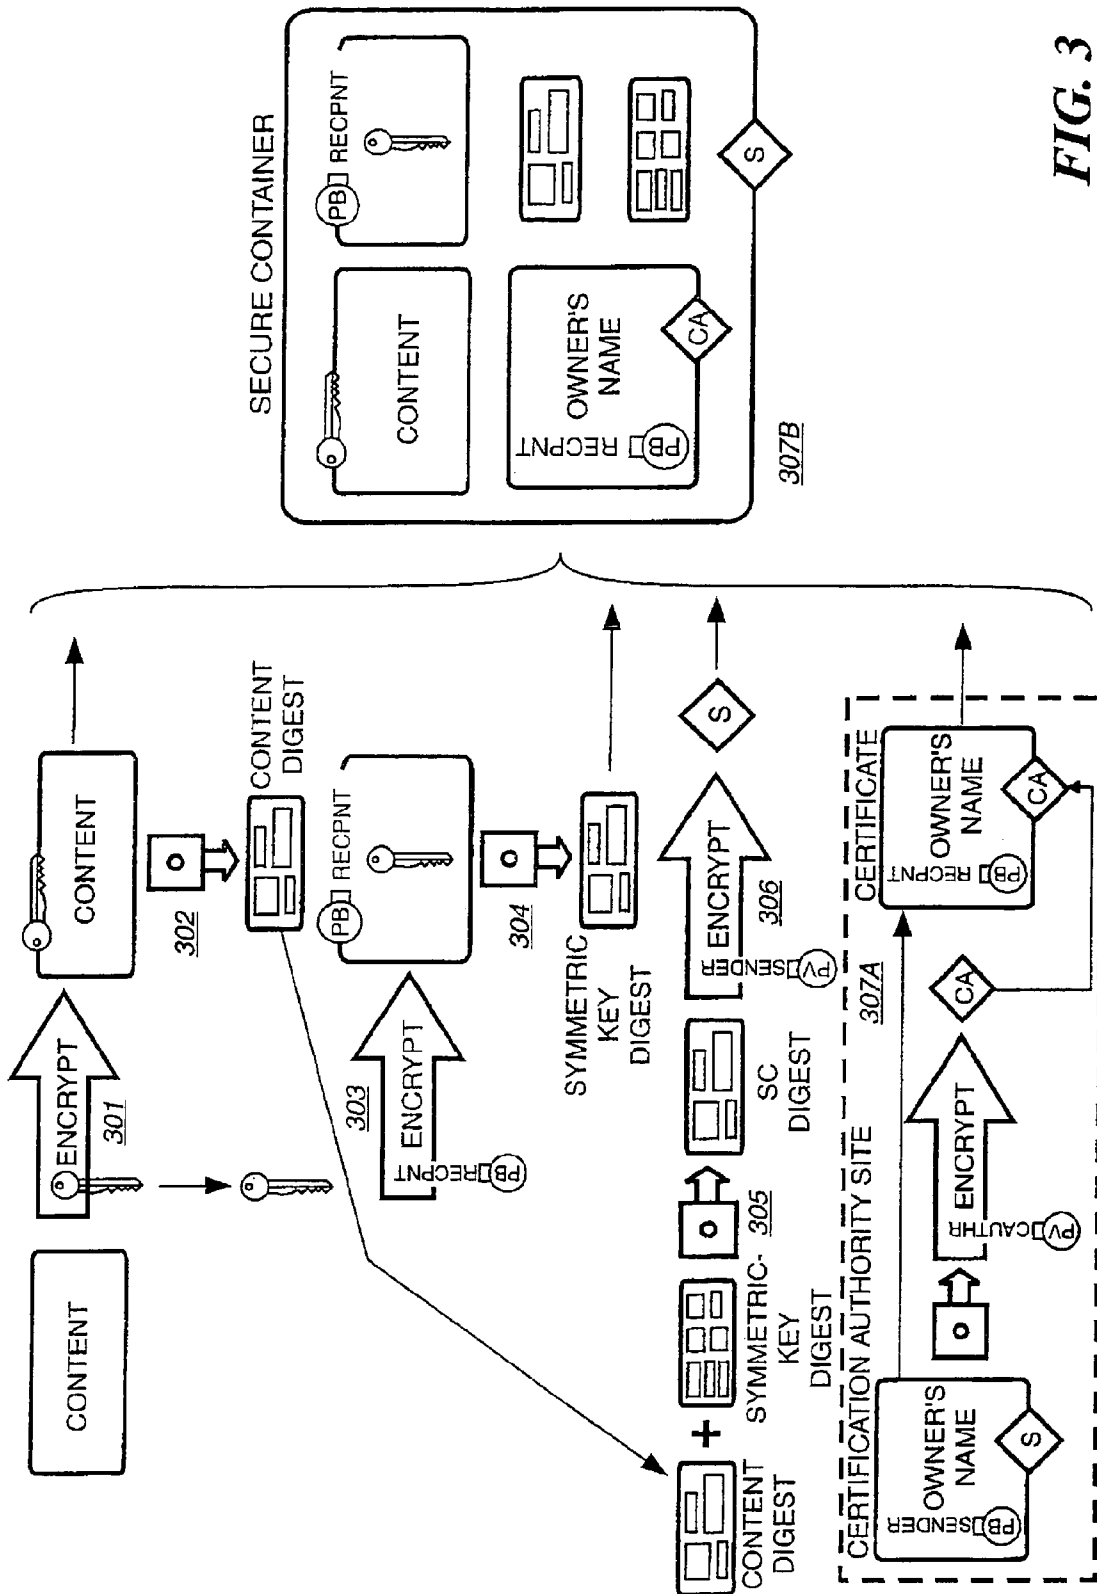 CONTENT
ENCRYPT
301
CONTENT
302
CONTENT
DIGEST
303
ENCRYPT
PB RECPNT
PB RECPNT
304
SYMMETRIC
KEY
DIGEST
CONTENT
DIGEST
+
SYMMETRIC-
KEY
DIGEST
305
SC
DIGEST
ENCRYPT
306
PV SENDER
S
CERTIFICATION AUTHORITY SITE
307A
OWNER'S
NAME
PB SENDER
S
ENCRYPT
PV CAUTHR
CA
CERTIFICATE
OWNER'S
NAME
PB RECPNT
CA
SECURE CONTAINER
CONTENT
PB RECPNT
OWNER'S
NAME
PB RECPNT
CA
S
307B
FIG. 3